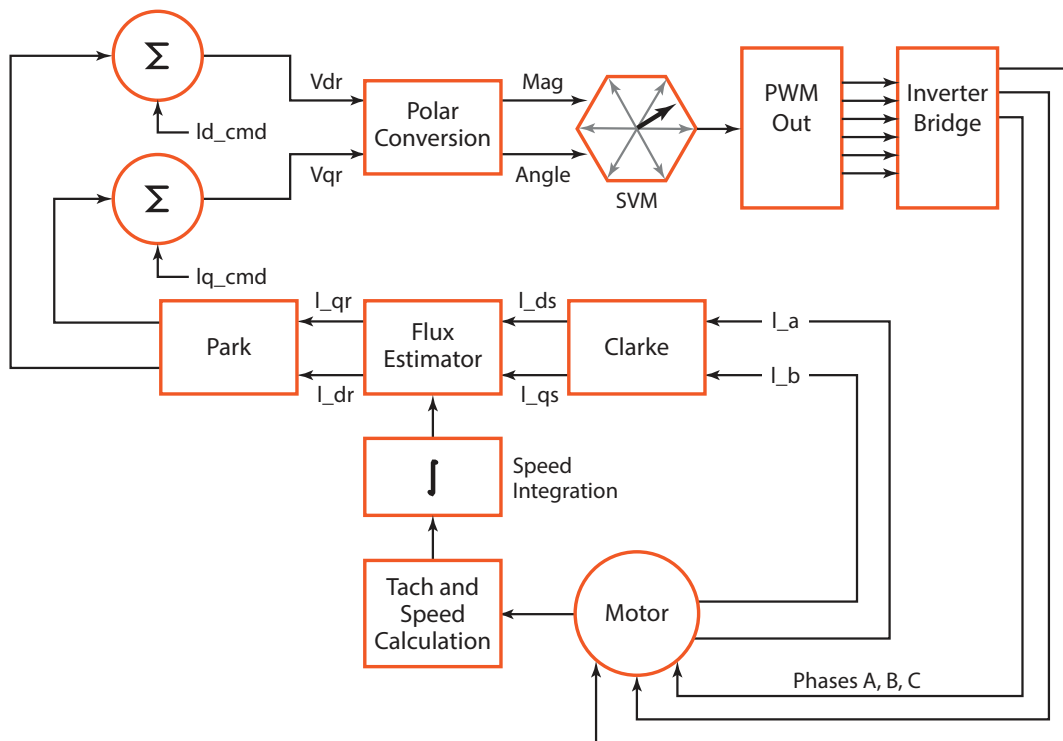 Σ
Id_cmd
Vdr
Polar
Conversion
Mag
Angle
SVM
PWM
Out
Inverter
Bridge
Σ
Vqr
Iq_cmd
Park
I_qr
I_dr
Flux
Estimator
I_ds
I_qs
Clarke
I_a
I_b
∫
Speed
Integration
Tach and
Speed
Calculation
Motor
Phases A, B, C